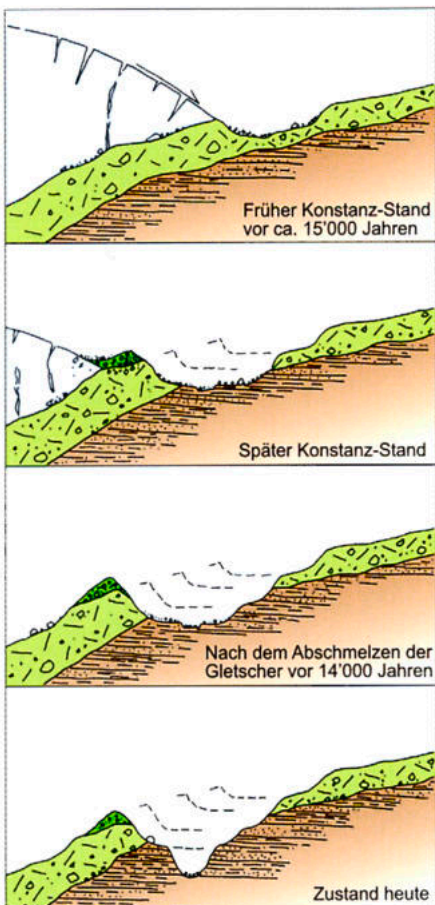 Früher Konstanz-Stand
vor ca. 15'000 Jahren
Später Konstanz-Stand
Nach dem Abschmelzen der
Gletscher vor 14'000 Jahren
Zustand heute